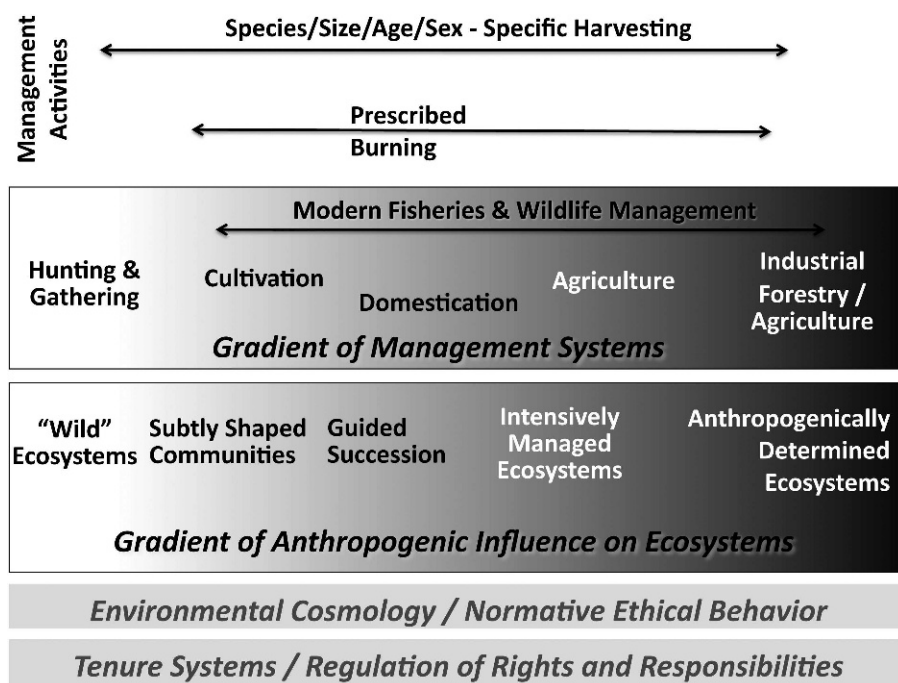 Management
Activities
Species/Size/Age/Sex - Specific Harvesting
Prescribed
Burning
Modern Fisheries & Wildlife Management
Hunting &
Gathering
Cultivation
Domestication
Agriculture
Industrial
Forestry /
Agriculture
Gradient of Management Systems
“Wild”
Ecosystems
Subtly Shaped
Communities
Guided
Succession
Intensively
Managed
Ecosystems
Anthropogenically
Determined
Ecosystems
Gradient of Anthropogenic Influence on Ecosystems
Environmental Cosmology / Normative Ethical Behavior
Tenure Systems / Regulation of Rights and Responsibilities